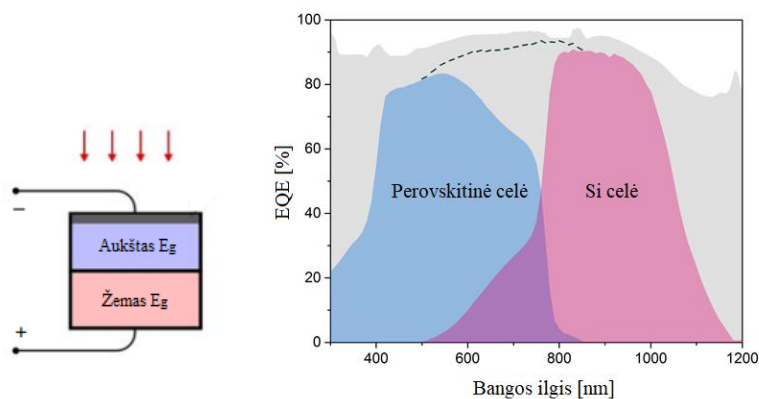 –
Aukštas Eg
Žemas Eg
+
EQE [%]
100
80
60
40
20
0
Perovskitinė celė
Si celė
400
600
800
1000
1200
Bangos ilgis [nm]